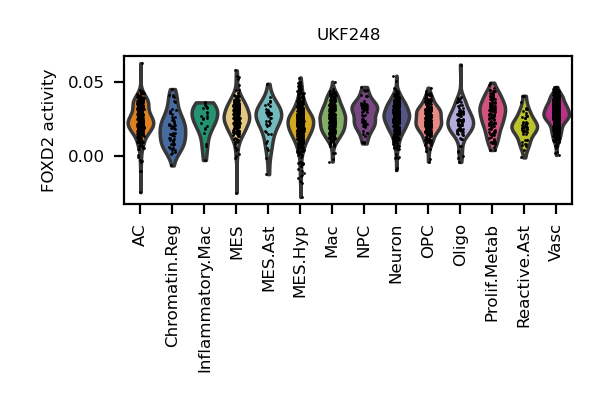 UKF248
FOXD2 activity
0.05
0.00
AC
Chromatin.Reg
Inflammatory.Mac
MES
MES.Ast
MES.Hyp
Mac
NPC
Neuron
OPC
Oligo
Prolif.Metab
Reactive.Ast
Vasc